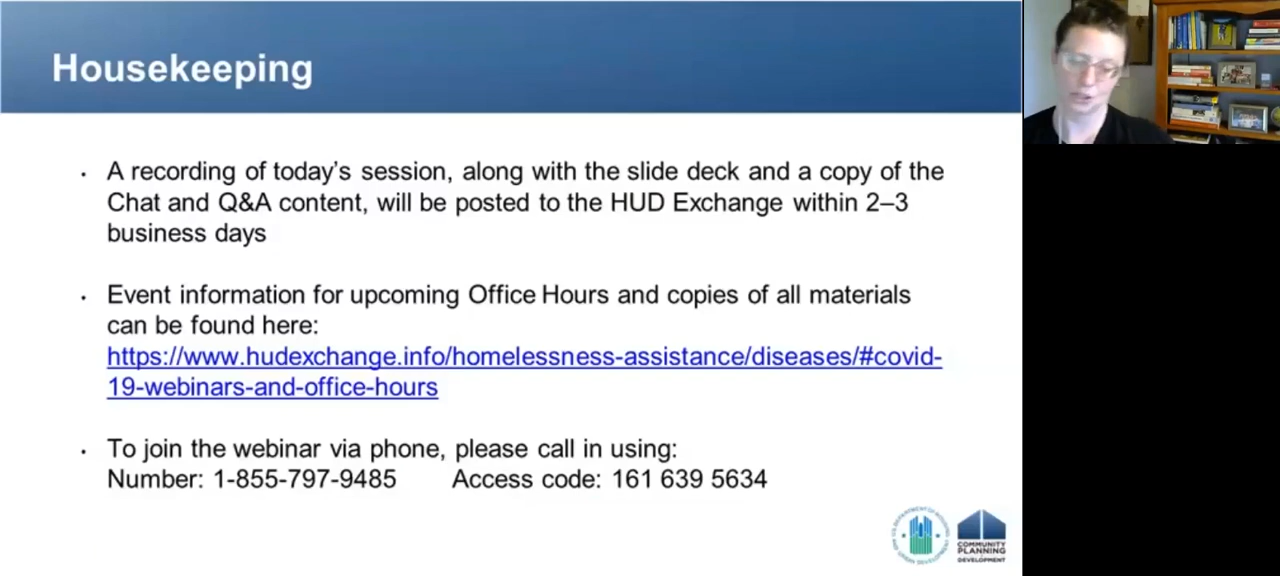 Housekeeping
A recording of today's session, along with the slide deck and a copy of the
Chat and Q&A content, will be posted to the HUD Exchange within 2–3
business days
Event information for upcoming Office Hours and copies of all materials
can be found here:
https://www.hudexchange.info/homelessness-assistance/diseases/#covid-
19-webinars-and-office-hours
To join the webinar via phone, please call in using:
Number: 1-855-797-9485 Access code: 161 639 5634
COMMUNITY
PLANNING
DEVELOPMENT